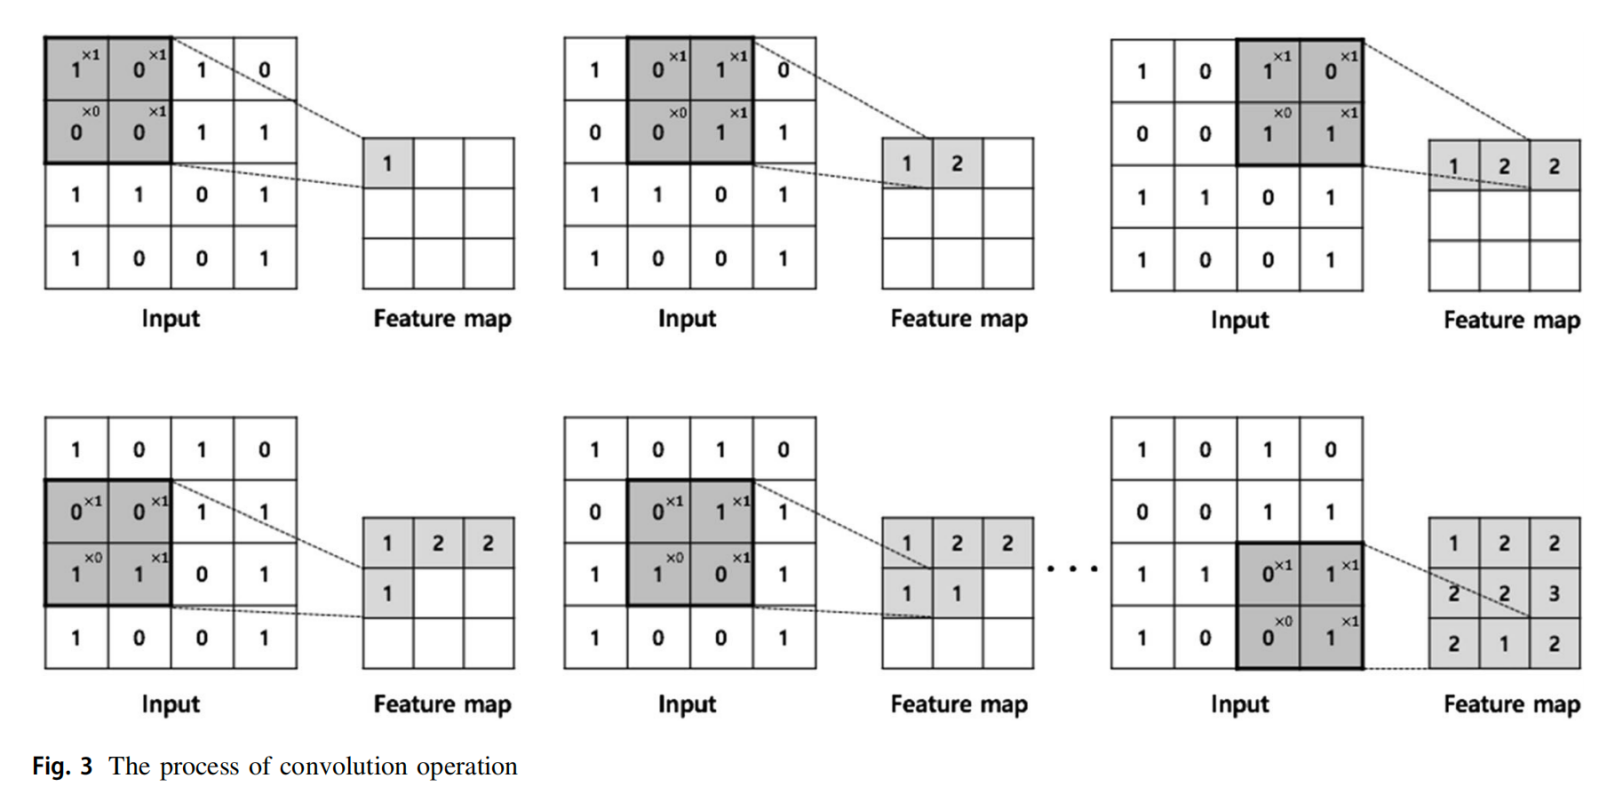 1 ×1 0 ×1 1 0
0 ×0 0 ×1 1 1
1 1 0 1
1 0 0 1
1
Input
Feature map
1 0 ×1 1 ×1 0
0 0 ×0 1 ×1 1
1 1 0 1
1 0 0 1
1 2
Input
Feature map
1 0 1 ×1 0 ×1
0 0 1 ×0 1 ×1
1 1 0 1
1 0 0 1
1 2 2
Input
Feature map
1 0 1 0
0 ×1 0 ×1 1 1
1 ×0 1 ×1 0 1
1 0 0 1
1 2 2
1
Input
Feature map
1 0 1 0
0 0 ×1 1 ×1 1
1 1 ×0 0 ×1 1
1 0 0 1
1 2 2
1 1
Input
Feature map
• • •
1 0 1 0
0 0 1 1
1 1 0 ×1 1 ×1
1 0 0 ×0 1 ×1
1 2 2
2 2 3
2 1 2
Input
Feature map
Fig. 3 The process of convolution operation